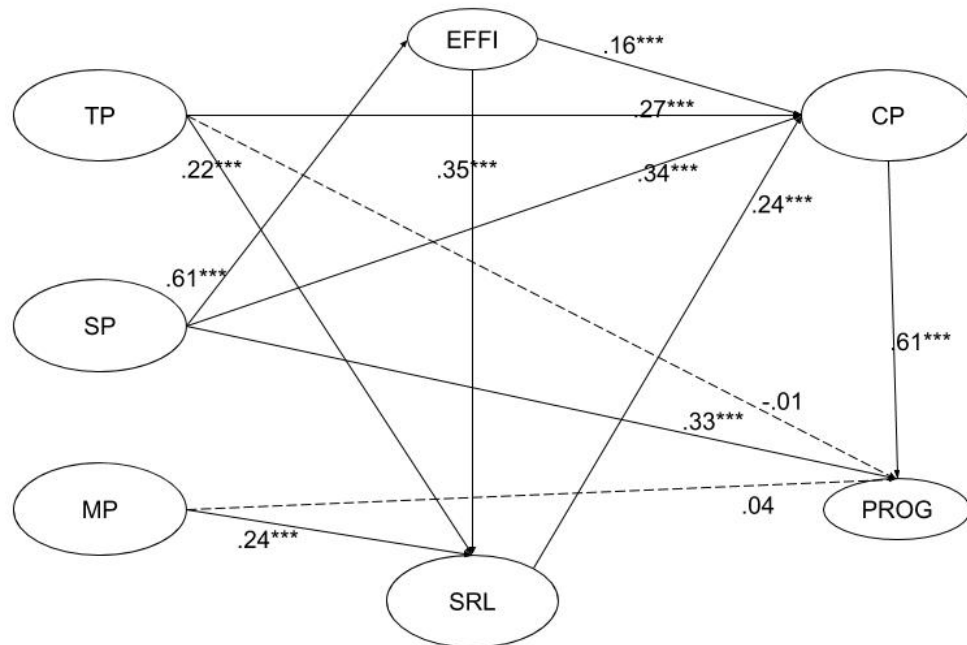 EFFI
.16***
TP
.27***
CP
.22***
.35***
.34***
.24***
.61***
SP
.61***
-.01
.33***
MP
.04
PROG
.24***
SRL